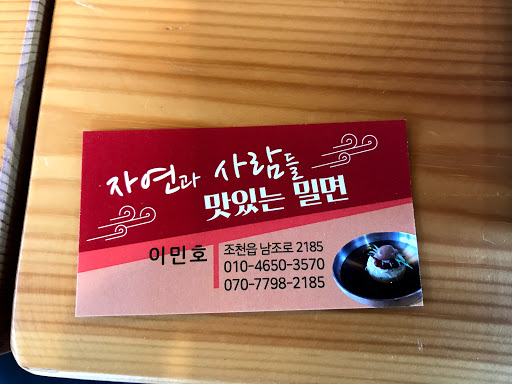 자연과 사람들
맛있는 밀면
이민호
조천읍 남조로 2185
010-4650-3570
070-7798-2185